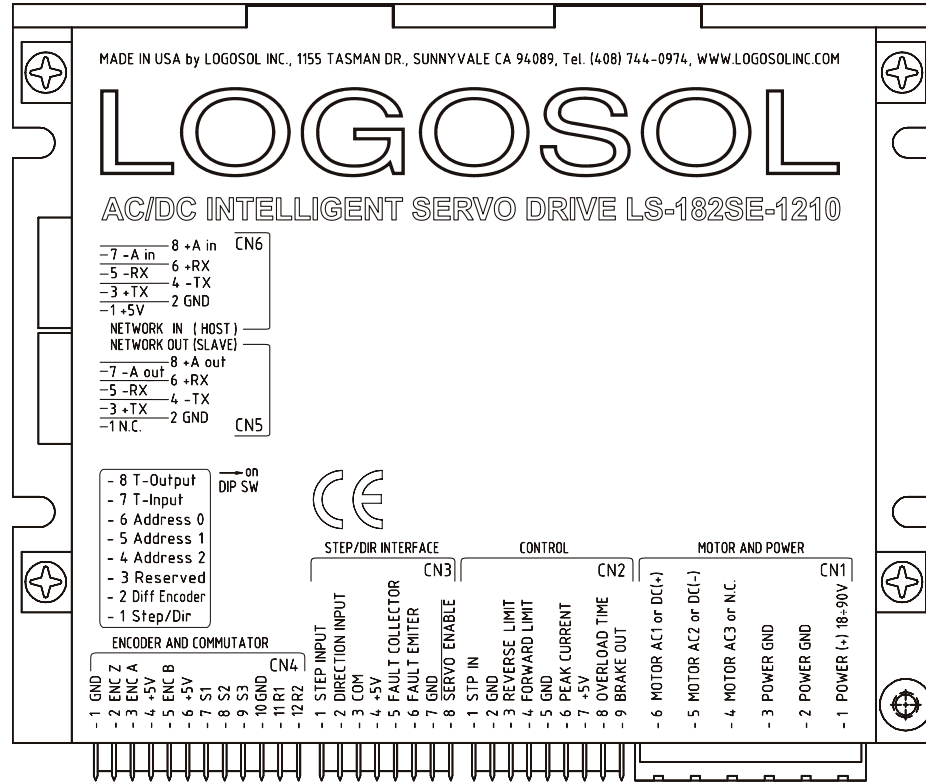 MADE IN USA by LOGOSOL INC., 1155 TASMAN DR., SUNNYVALE CA 94089, Tel. (408) 744-0974, WWW.LOGOSOLINC.COM
LOGOSOL
AC/DC INTELLIGENT SERVO DRIVE LS-182SE-1210
CN6
8 +A in
-7 -A in
6 +RX
-5 -RX
4 -TX
-3 +TX
2 GND
-1 +5V
NETWORK IN (HOST)
NETWORK OUT (SLAVE)
8 +A out
-7 -A out
6 +RX
-5 -RX
4 -TX
-3 +TX
2 GND
-1 N.C.
CN5
- 8 T-Output
- 7 T-Input
- 6 Address 0
- 5 Address 1
- 4 Address 2
- 3 Reserved
- 2 Diff Encoder
- 1 Step/Dir
→on
DIP SW
CE
ENCODER AND COMMUTATOR
CN4
- 1 GND
- 2 ENC Z
- 3 ENC A
- 4 +5V
- 5 ENC B
- 6 +5V
- 7 S1
- 8 S2
- 9 S3
- 10 GND
- 11 R1
- 12 R2
STEP/DIR INTERFACE
CN3
- 1 STEP INPUT
- 2 DIRECTION INPUT
- 3 COM
- 4 +5V
- 5 FAULT COLLECTOR
- 6 FAULT EMITER
- 7 GND
- 8 SERVO ENABLE
CONTROL
CN2
- 1 STP IN
- 2 GND
- 3 REVERSE LIMIT
- 4 FORWARD LIMIT
- 5 GND
- 6 PEAK CURRENT
- 7 +5V
- 8 OVERLOAD TIME
- 9 BRAKE OUT
MOTOR AND POWER
CN1
- 6 MOTOR AC1 or DC(+)
- 5 MOTOR AC2 or DC(-)
- 4 MOTOR AC3 or N.C.
- 3 POWER GND
- 2 POWER GND
- 1 POWER (+) 18÷90V